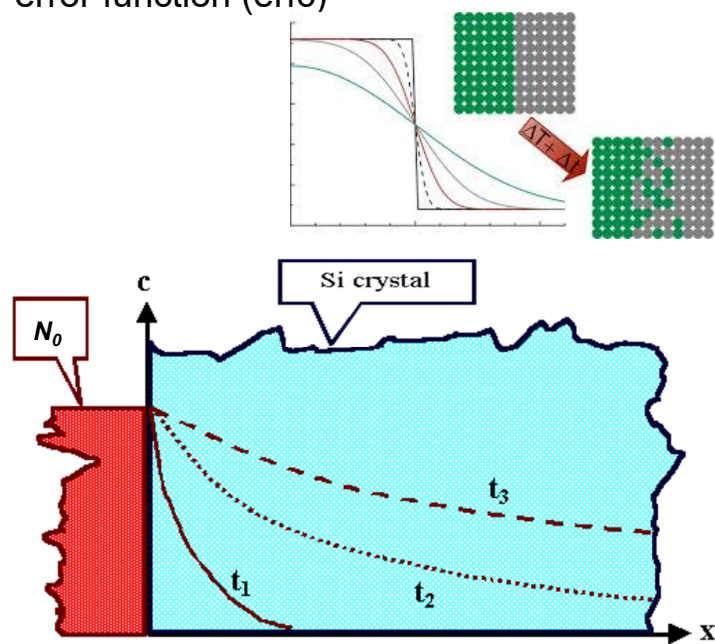 error function (erfc)
ΔT+ Δt
Si crystal
c
N₀
t₃
t₁
t₂
x